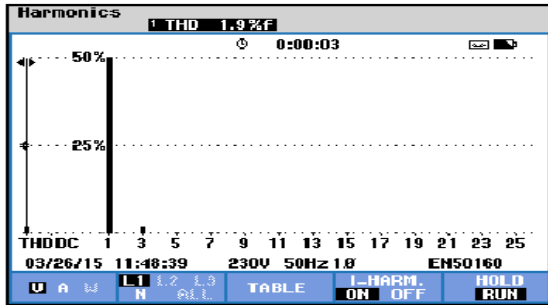 Harmonics
1 THD 1.9%f
0:00:03
50%
25%
THDDC 1 3 5 7 9 11 13 15 17 19 21 23 25
03/26/15 11:48:39 230V 50Hz 1Ø EN50160
U A W L1 L2 L3 N ALL TABLE I-HARM. ON OFF HOLD RUN